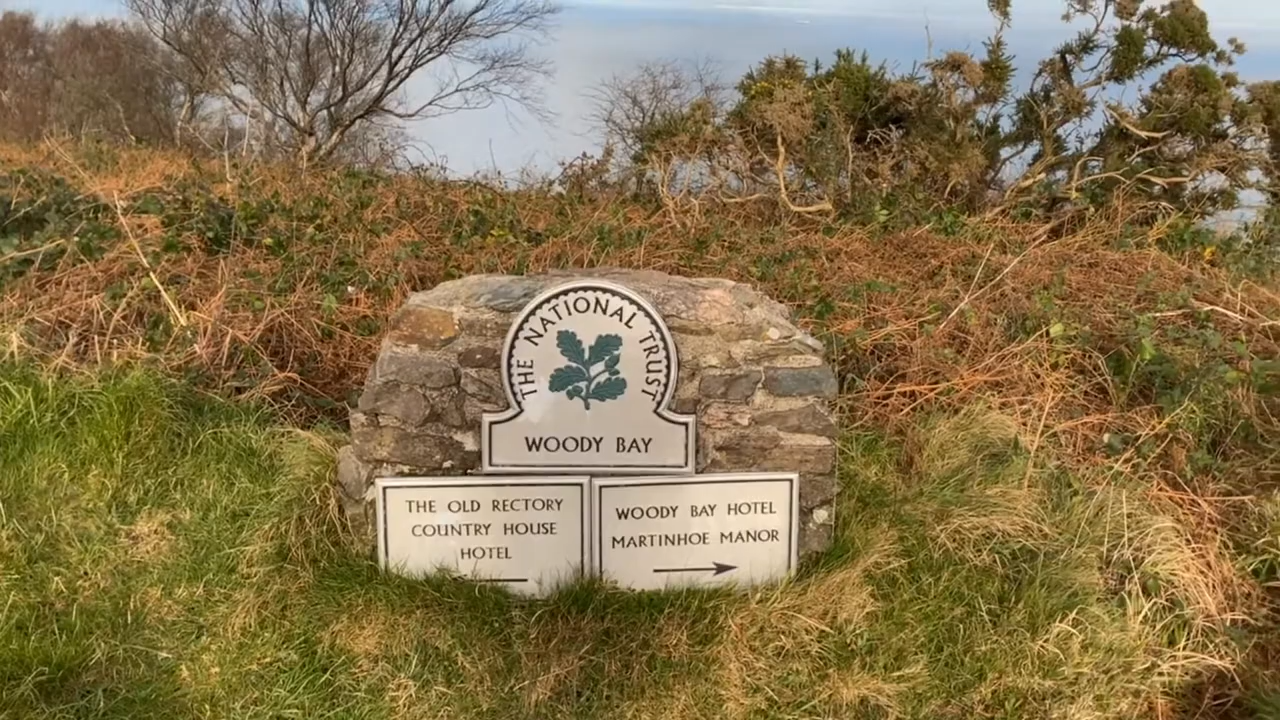 THE NATIONAL TRUST
WOODY BAY
THE OLD RECTORY
COUNTRY HOUSE
HOTEL
WOODY BAY HOTEL
MARTINHOE MANOR